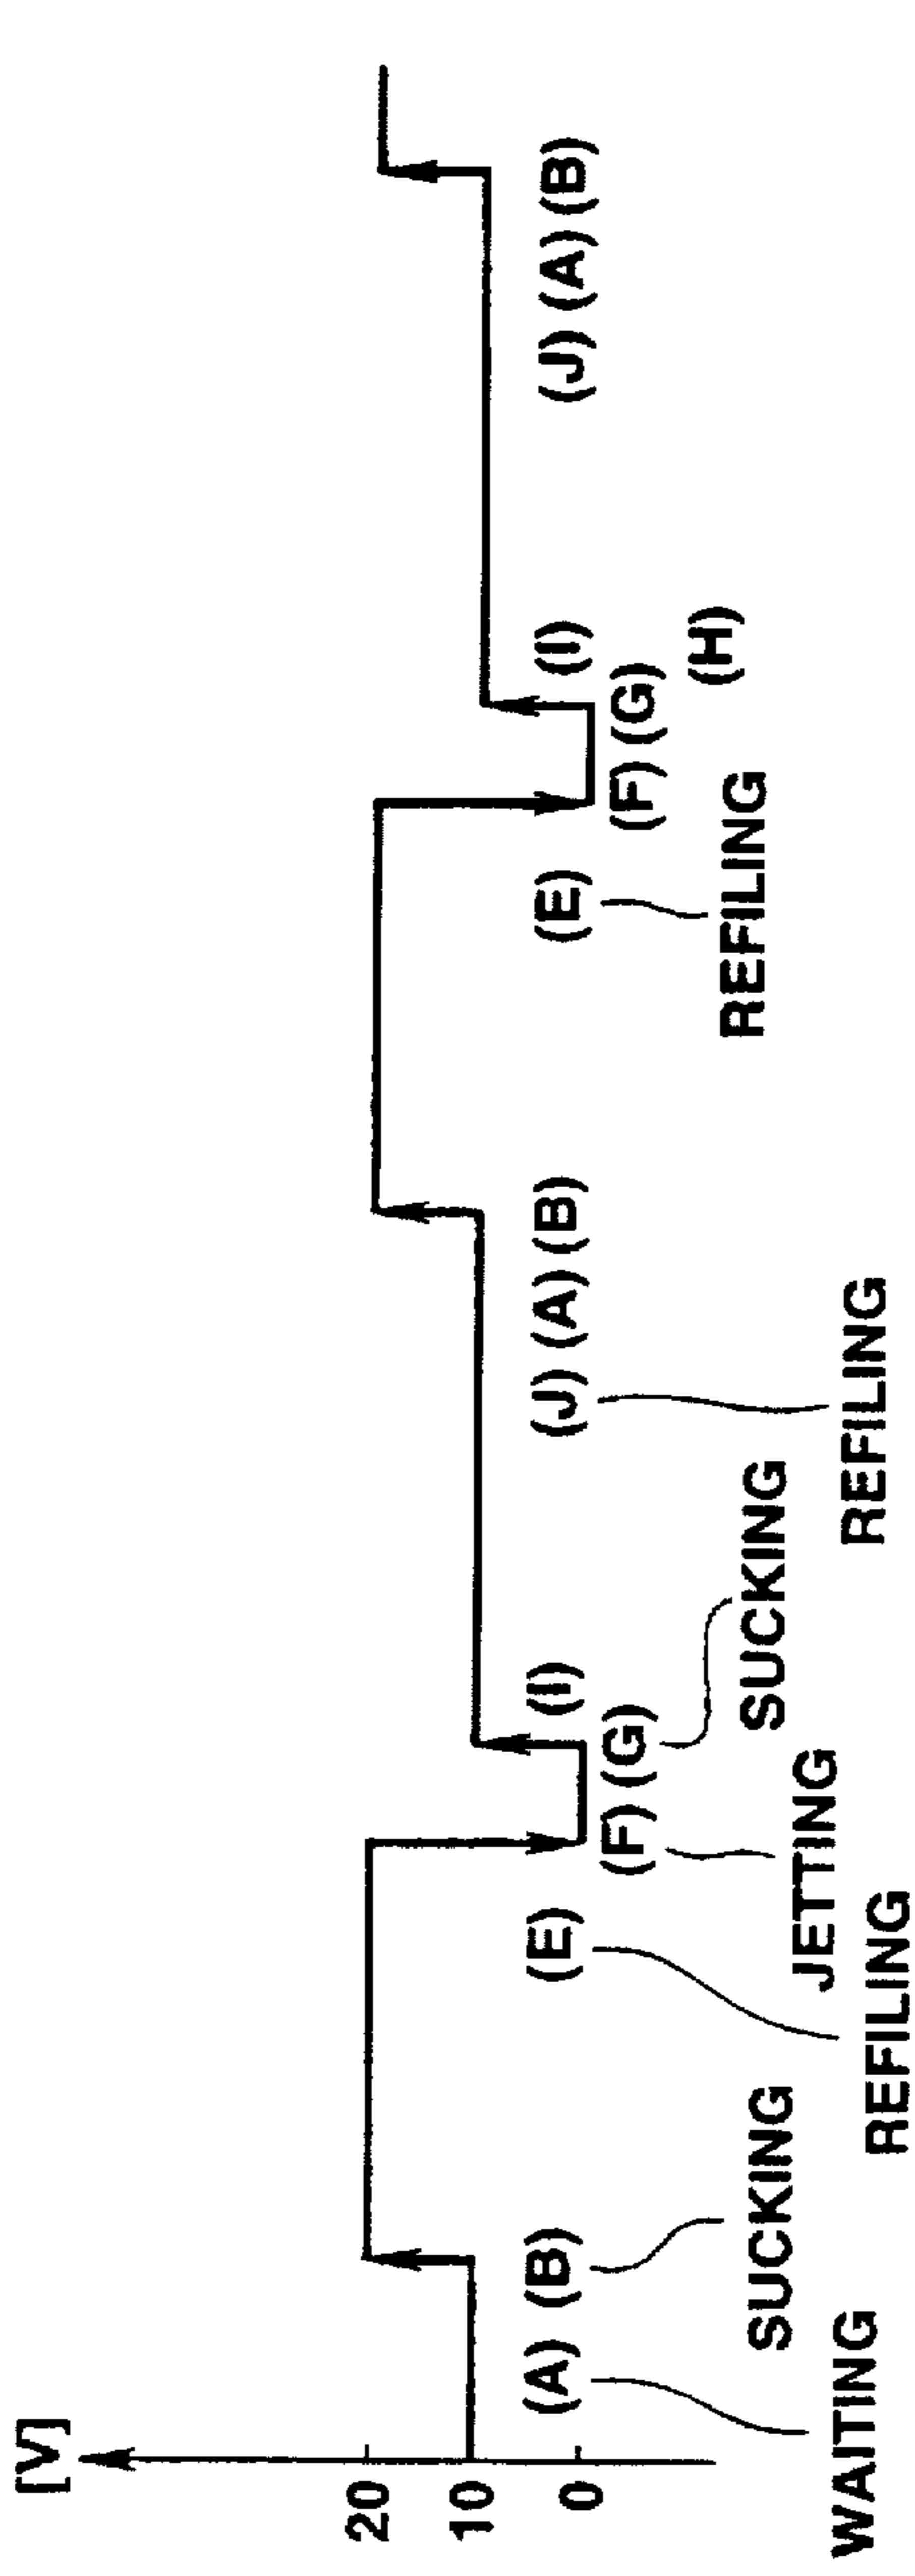 [V]
20
10
0
(A) (B)
(E)
(I)
(F) (G)
(J) (A) (B)
(E)
(I)
(F) (G)
(H)
(J) (A) (B)
WAITING
SUCKING
REFILING
JETTING
SUCKING
REFILING
REFILING